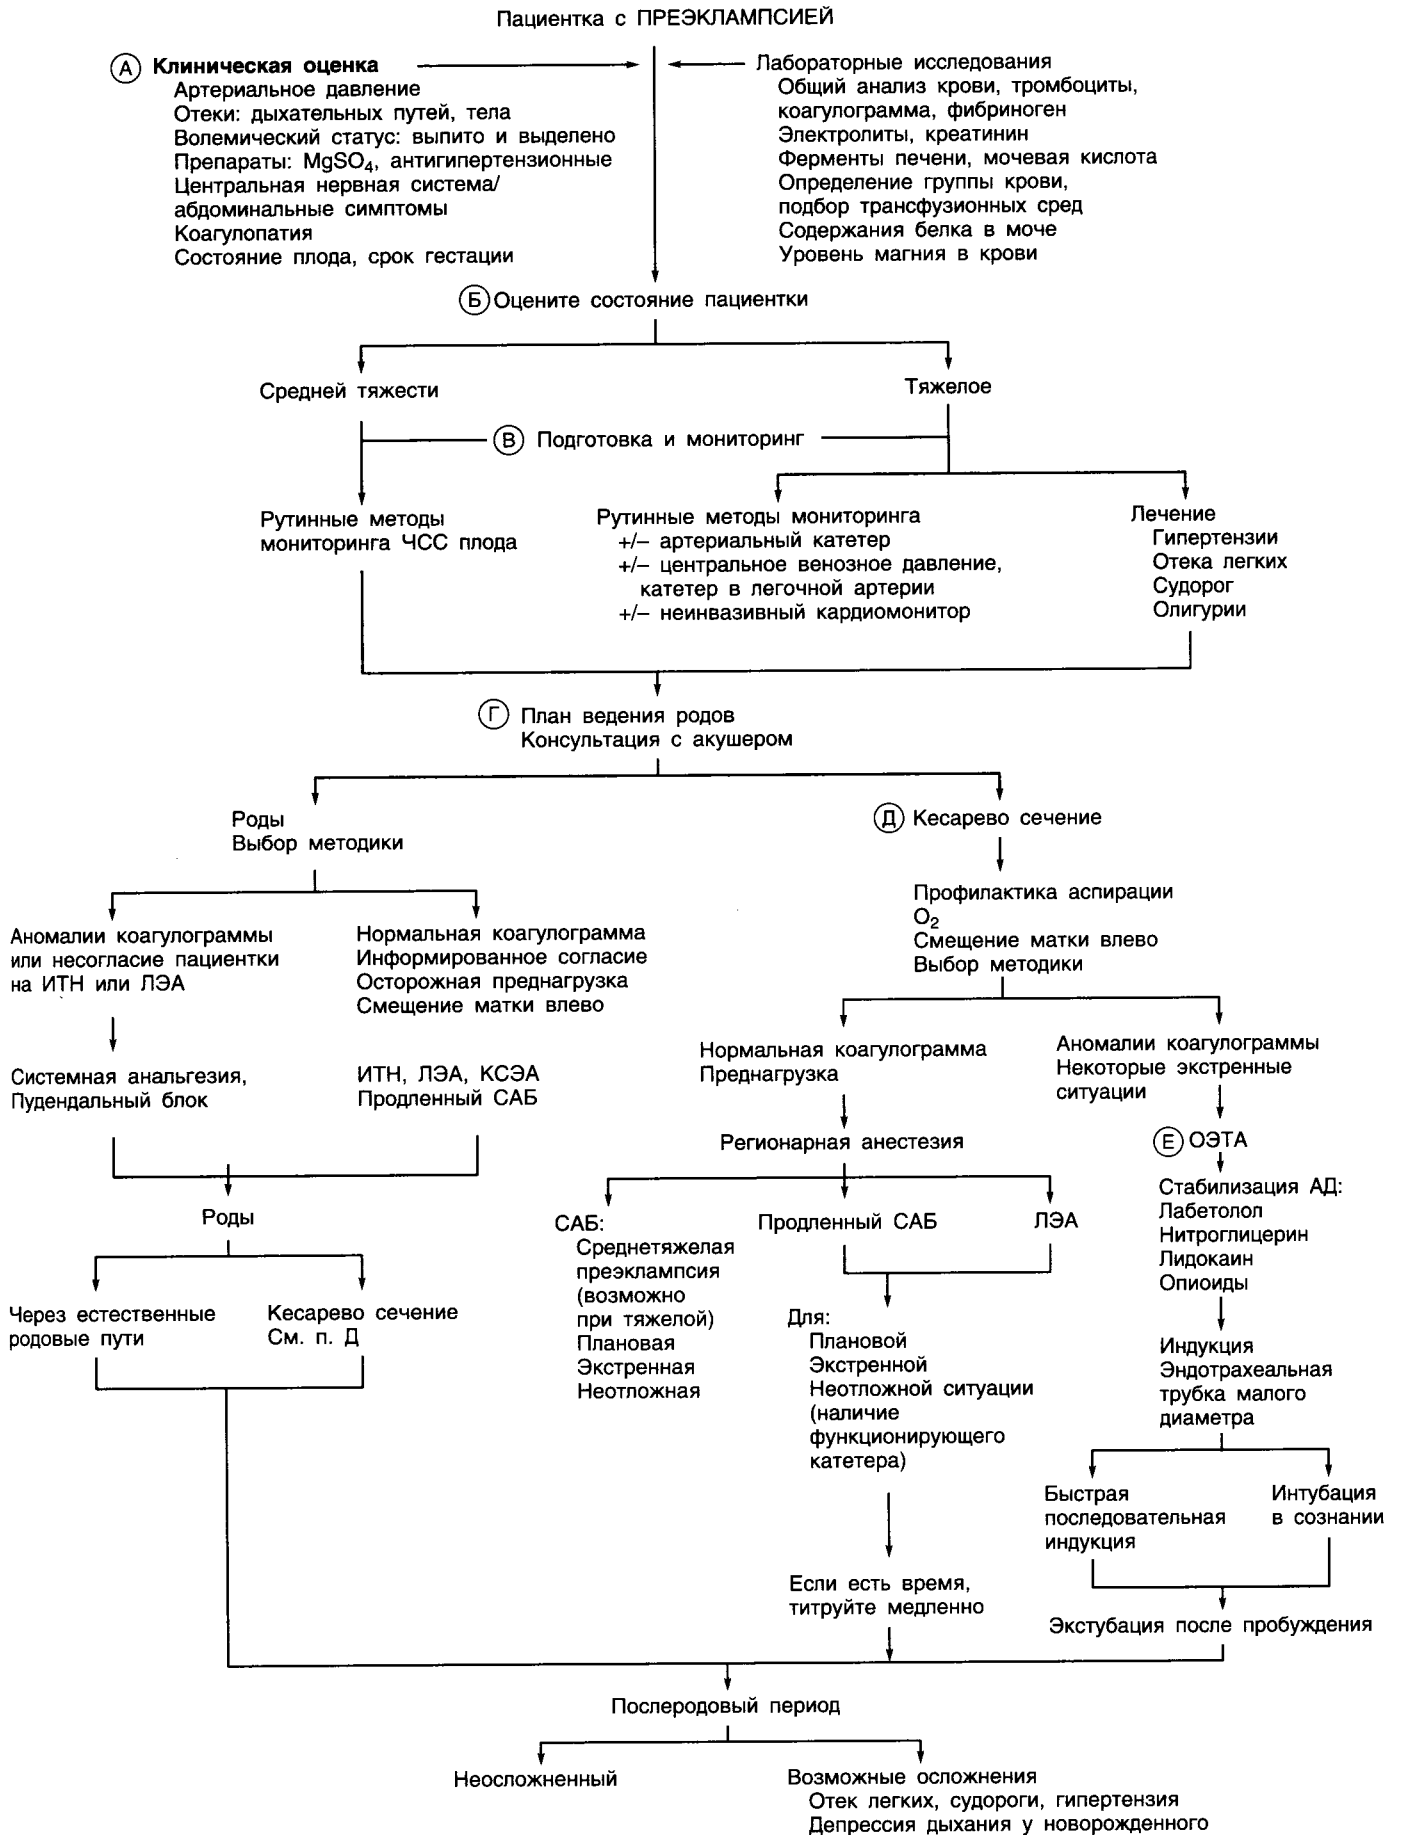 Пациентка с ПРЕЭКЛАМПСИЕЙ
А Клиническая оценка
Артериальное давление
Отеки: дыхательных путей, тела
Волемический статус: выпито и выделено
Препараты: MgSO4, антигипертензионные
Центральная нервная система/
абдоминальные симптомы
Коагулопатия
Состояние плода, срок гестации
Лабораторные исследования
Общий анализ крови, тромбоциты,
коагулограмма, фибриноген
Электролиты, креатинин
Ферменты печени, мочевая кислота
Определение группы крови,
подбор трансфузионных сред
Содержания белка в моче
Уровень магния в крови
Б Оцените состояние пациентки
Средней тяжести
Тяжелое
В Подготовка и мониторинг
Рутинные методы
мониторинга ЧСС плода
Рутинные методы мониторинга
+/– артериальный катетер
+/– центральное венозное давление,
катетер в легочной артерии
+/– неинвазивный кардиомонитор
Лечение
Гипертензии
Отека легких
Судорог
Олигурии
Г План ведения родов
Консультация с акушером
Роды
Выбор методики
Д Кесарево сечение
Профилактика аспирации
O2
Смещение матки влево
Выбор методики
Аномалии коагулограммы
или несогласие пациентки
на ИТН или ЛЭА
Нормальная коагулограмма
Информированное согласие
Осторожная преднагрузка
Смещение матки влево
Системная анальгезия,
Пудендальный блок
ИТН, ЛЭА, КСЭА
Продленный САБ
Нормальная коагулограмма
Преднагрузка
Аномалии коагулограммы
Некоторые экстренные
ситуации
Регионарная анестезия
Е ОЭТА
Роды
Через естественные
родовые пути
Кесарево сечение
См. п. Д
САБ:
Среднетяжелая
преэклампсия
(возможно
при тяжелой)
Плановая
Экстренная
Неотложная
Продленный САБ
ЛЭА
Для:
Плановой
Экстренной
Неотложной ситуации
(наличие
функционирующего
катетера)
Если есть время,
титруйте медленно
Стабилизация АД:
Лабетолол
Нитроглицерин
Лидокаин
Опиоиды
Индукция
Эндотрахеальная
трубка малого
диаметра
Быстрая
последовательная
индукция
Интубация
в сознании
Экстубация после пробуждения
Послеродовый период
Неосложненный
Возможные осложнения
Отек легких, судороги, гипертензия
Депрессия дыхания у новорожденного